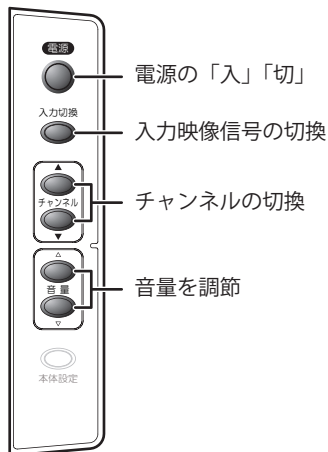 電源
電源の「入」「切」
入力切換
入力映像信号の切換
▲
チャンネル
チャンネルの切換
▼
△
音量
音量を調節
▽
本体設定